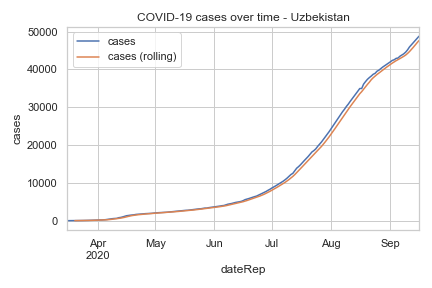 COVID-19 cases over time - Uzbekistan
cases
cases (rolling)
50000
40000
30000
20000
10000
0
cases
Apr
2020
May
Jun
Jul
Aug
Sep
dateRep